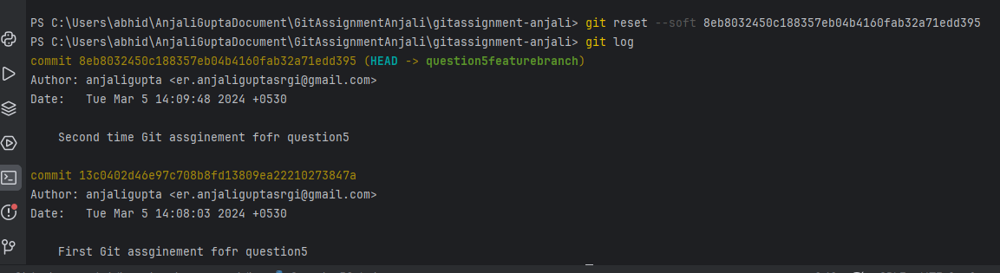 PS C:\Users\abhid\AnjaliGuptaDocument\GitAssignmentAnjali\gitassignment-anjali> git reset --soft 8eb8032450c188357eb04b4160fab32a71edd395
PS C:\Users\abhid\AnjaliGuptaDocument\GitAssignmentAnjali\gitassignment-anjali> git log
commit 8eb8032450c188357eb04b4160fab32a71edd395 (HEAD -> question5featurebranch)
Author: anjaligupta <er.anjaliguptasrgi@gmail.com>
Date:   Tue Mar 5 14:09:48 2024 +0530
Second time Git assginement fofr question5
commit 13c0402d46e97c708b8fd13809ea22210273847a
Author: anjaligupta <er.anjaliguptasrgi@gmail.com>
Date:   Tue Mar 5 14:08:03 2024 +0530
First Git assginement fofr question5